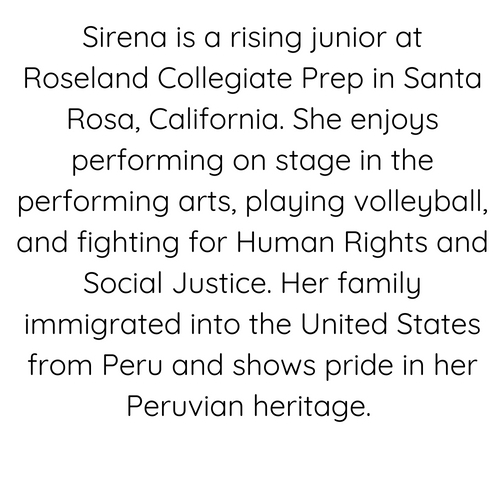 Sirena is a rising junior at
Roseland Collegiate Prep in Santa
Rosa, California. She enjoys
performing on stage in the
performing arts, playing volleyball,
and fighting for Human Rights and
Social Justice. Her family
immigrated into the United States
from Peru and shows pride in her
Peruvian heritage.